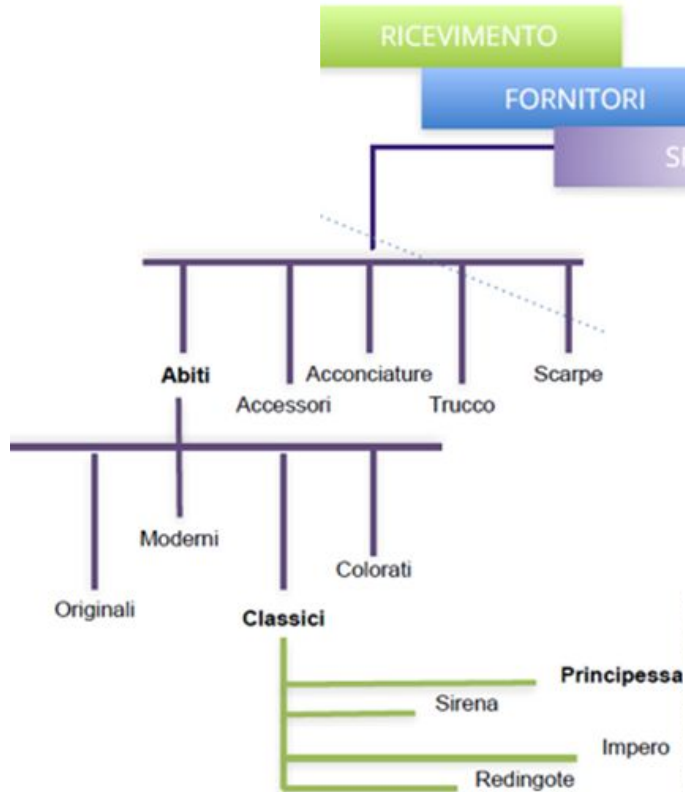 RICEVIMENTO
FORNITORI
Abiti
Accessori
Acconciature
Trucco
Scarpe
Originali
Moderni
Classici
Colorati
Principessa
Sirena
Impero
Redingote